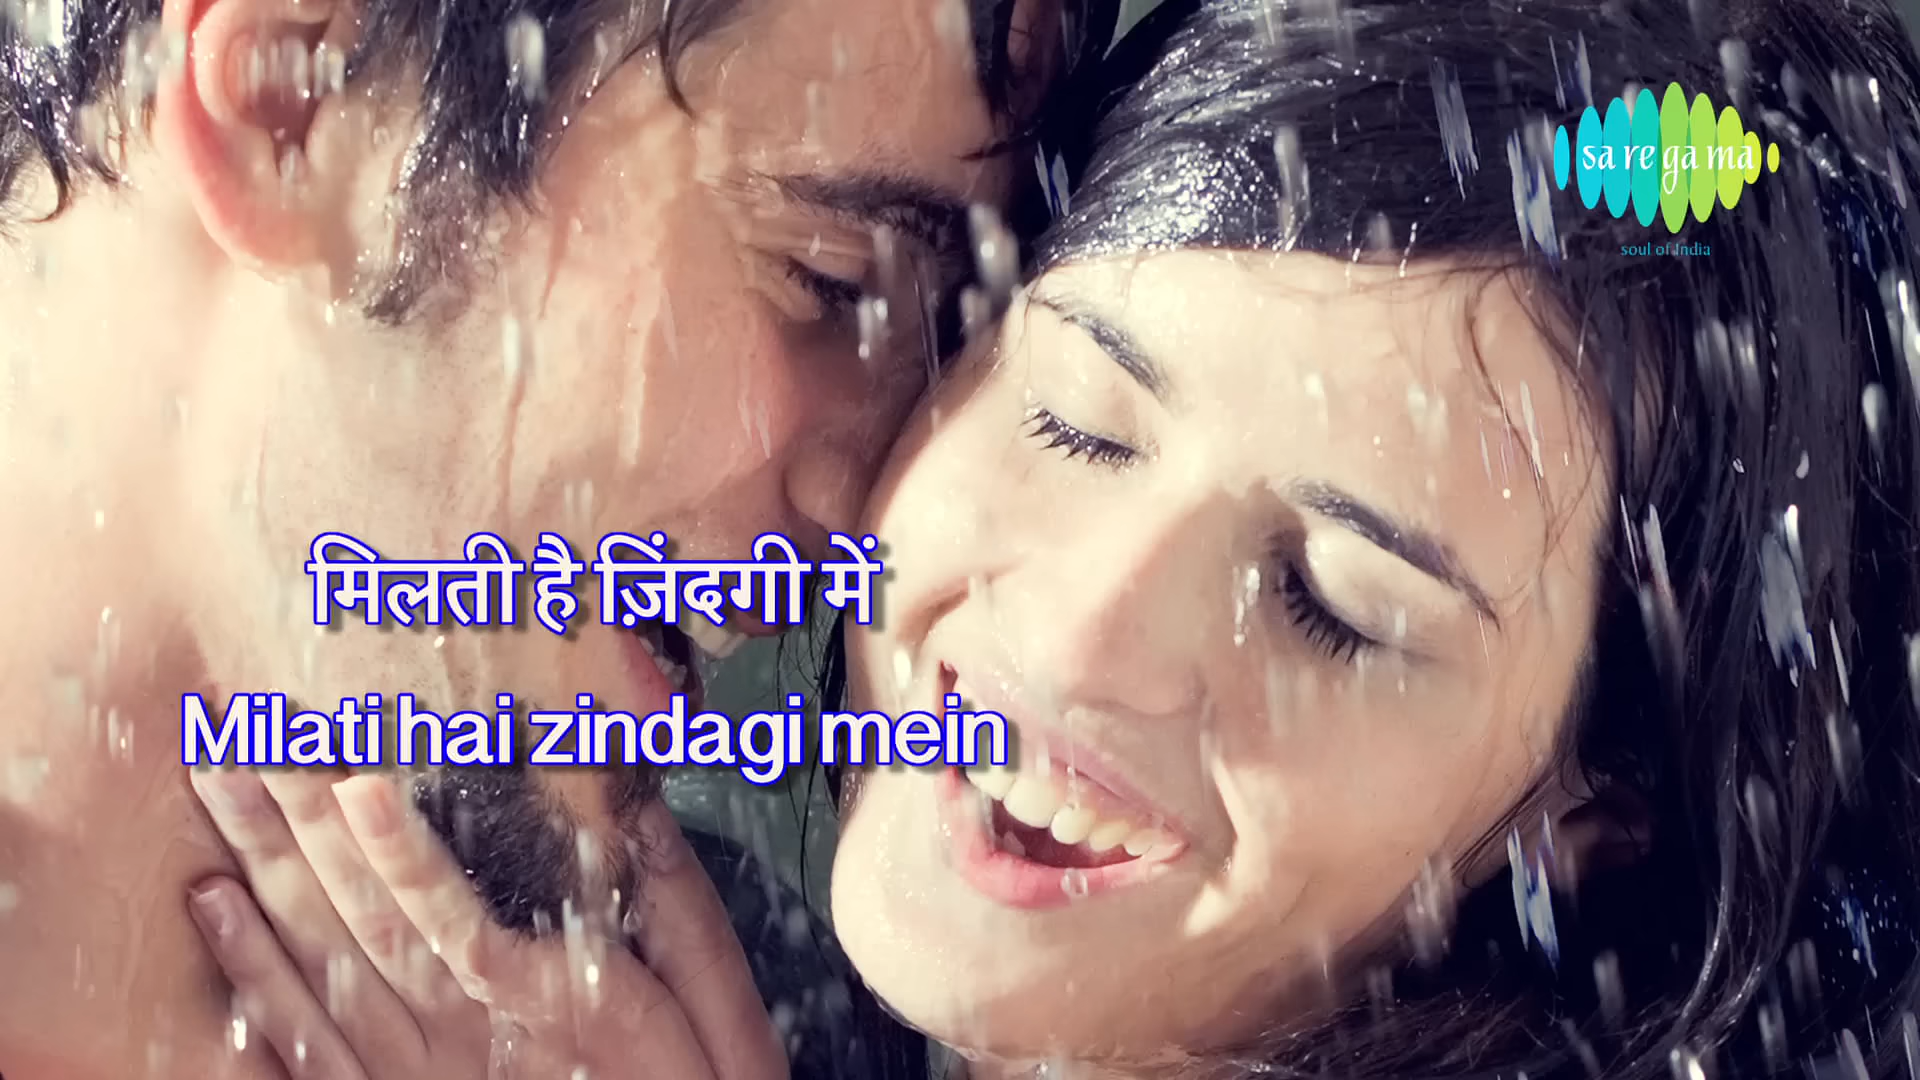 sa re ga ma
soul of India
मिलती है ज़िंदगी में
Milati hai zindagi mein